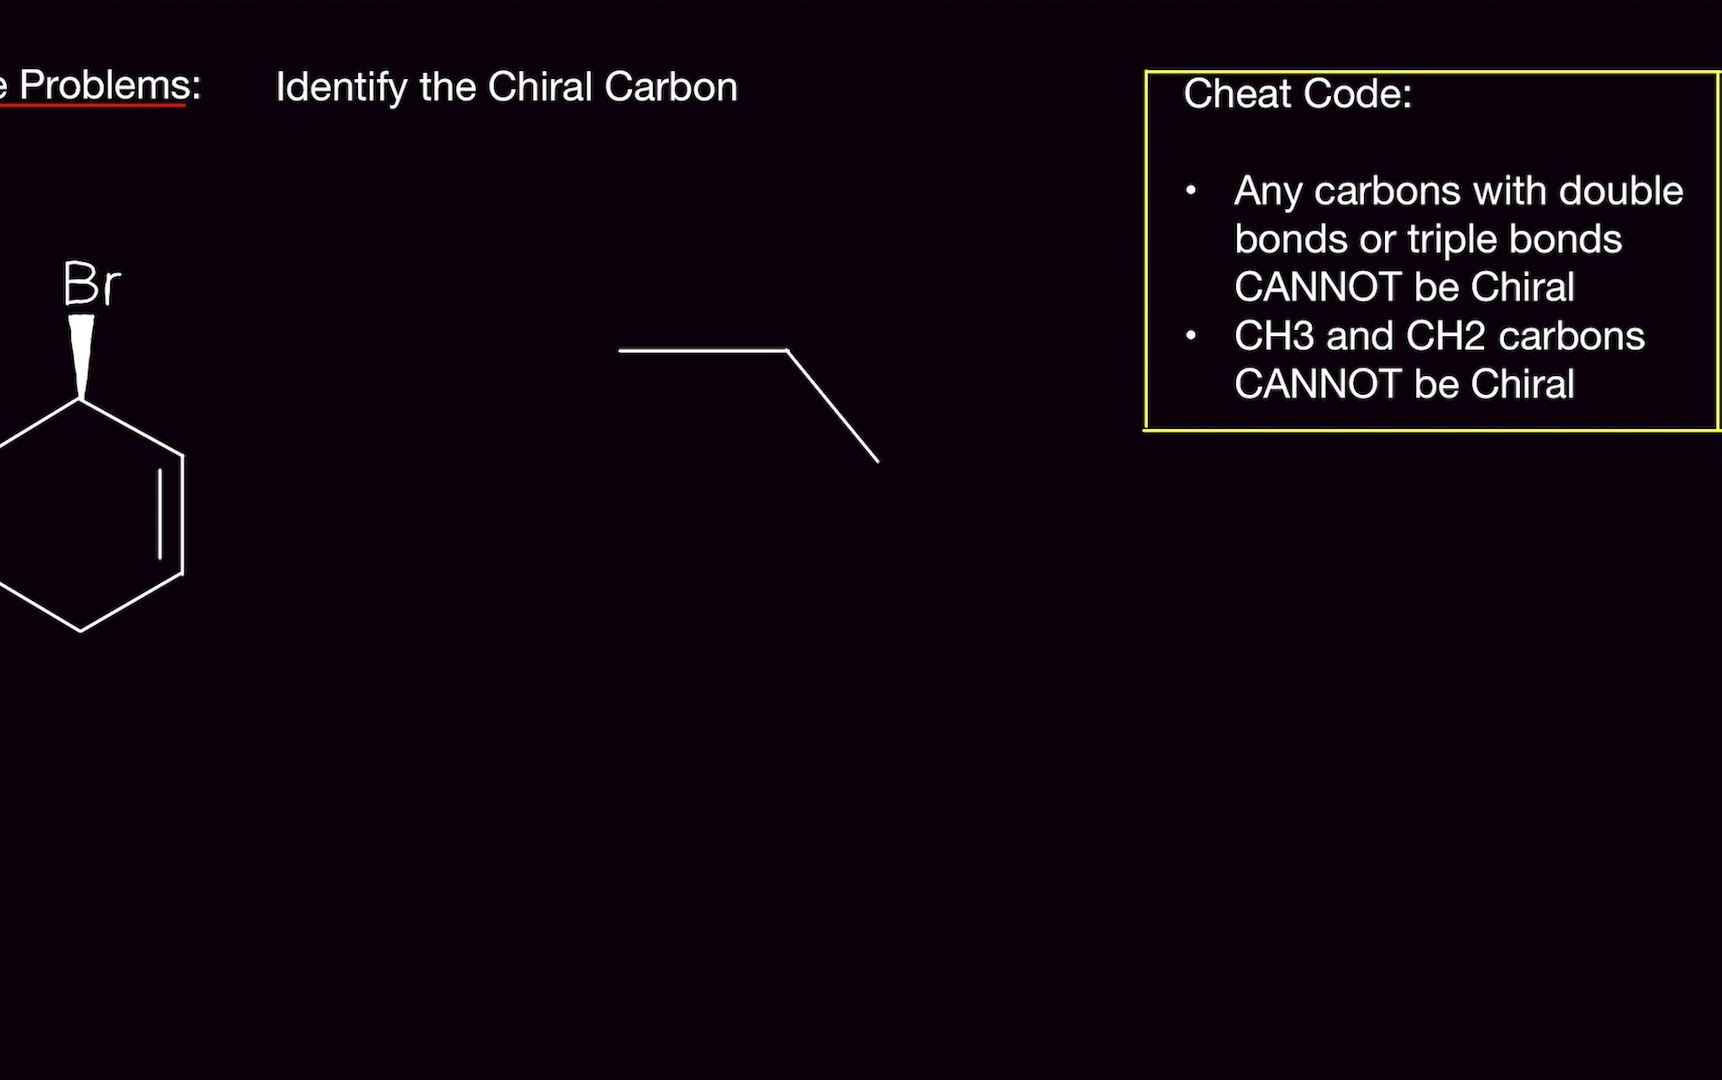 e Problems: Identify the Chiral Carbon
Cheat Code:
• Any carbons with double
bonds or triple bonds
CANNOT be Chiral
• CH3 and CH2 carbons
CANNOT be Chiral
Br